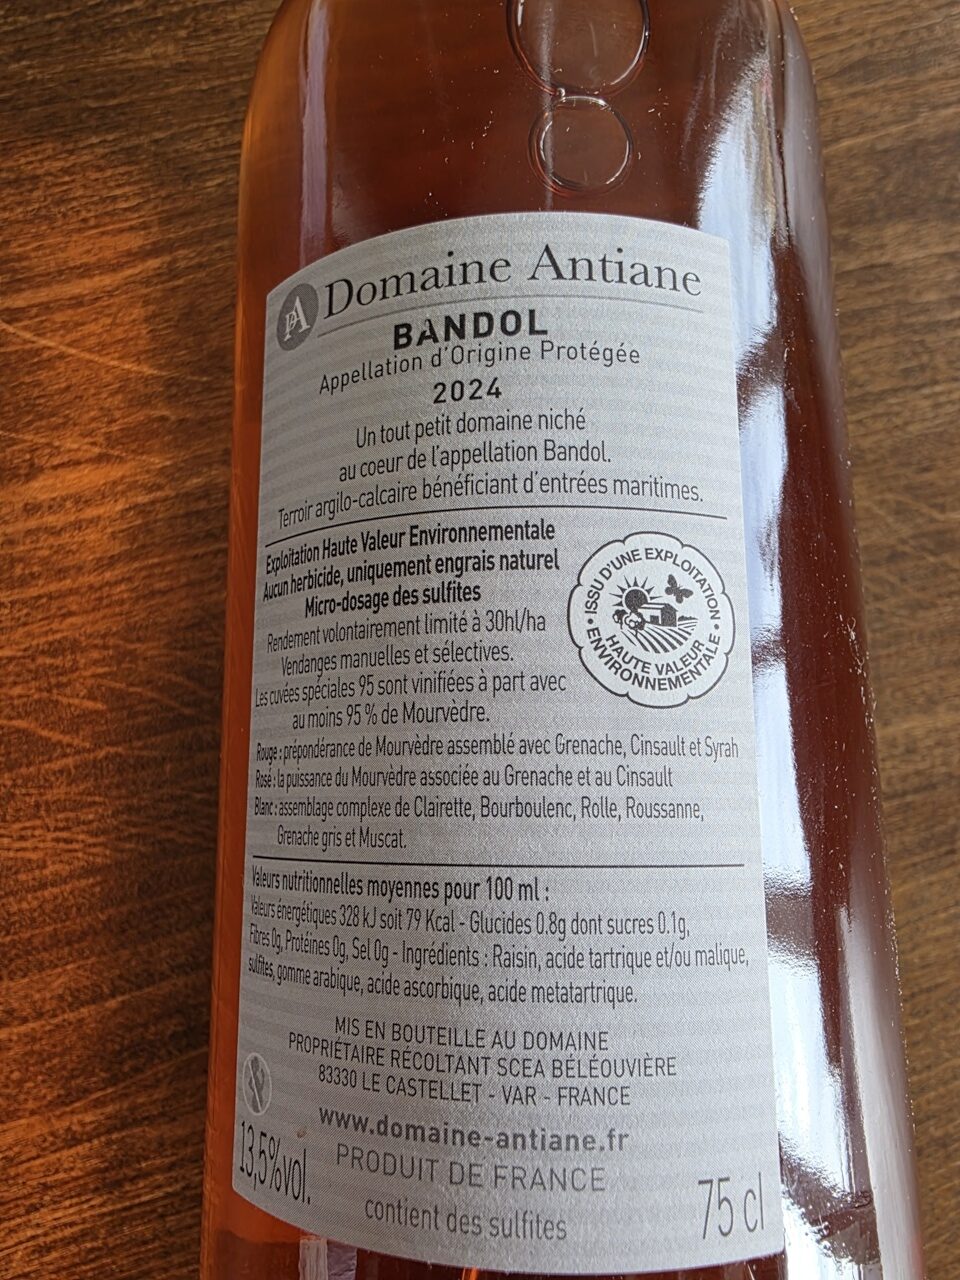 DA Domaine Antiane
BANDOL
Appellation d'Origine Protégée
2024
Un tout petit domaine niché
au coeur de l'appellation Bandol.
Terroir argilo-calcaire bénéficiant d'entrées maritimes.
Exploitation Haute Valeur Environnementale
Aucun herbicide, uniquement engrais naturel
Micro-dosage des sulfites
Rendement volontairement limité à 30hl/ha
Vendanges manuelles et sélectives.
Les cuvées spéciales 95 sont vinifiées à part avec
au moins 95 % de Mourvèdre.
• ISSU D'UNE EXPLOITATION •
HAUTE VALEUR
ENVIRONNEMENTALE
Rouge : prépondérance de Mourvèdre assemblé avec Grenache, Cinsault et Syrah
Rosé : la puissance du Mourvèdre associée au Grenache et au Cinsault
Blanc : assemblage complexe de Clairette, Bourboulenc, Rolle, Roussanne,
Grenache gris et Muscat.
Valeurs nutritionnelles moyennes pour 100 ml :
Valeurs énergétiques 328 kJ soit 79 Kcal - Glucides 0.8g dont sucres 0.1g,
Fibres 0g, Protéines 0g, Sel 0g - Ingrédients : Raisin, acide tartrique et/ou malique,
sulfites, gomme arabique, acide ascorbique, acide metatartrique.
MIS EN BOUTEILLE AU DOMAINE
PROPRIÉTAIRE RÉCOLTANT SCEA BÉLÉOUVIÈRE
83330 LE CASTELLET - VAR - FRANCE
www.domaine-antiane.fr
PRODUIT DE FRANCE
13,5%vol.
contient des sulfites
75 cl